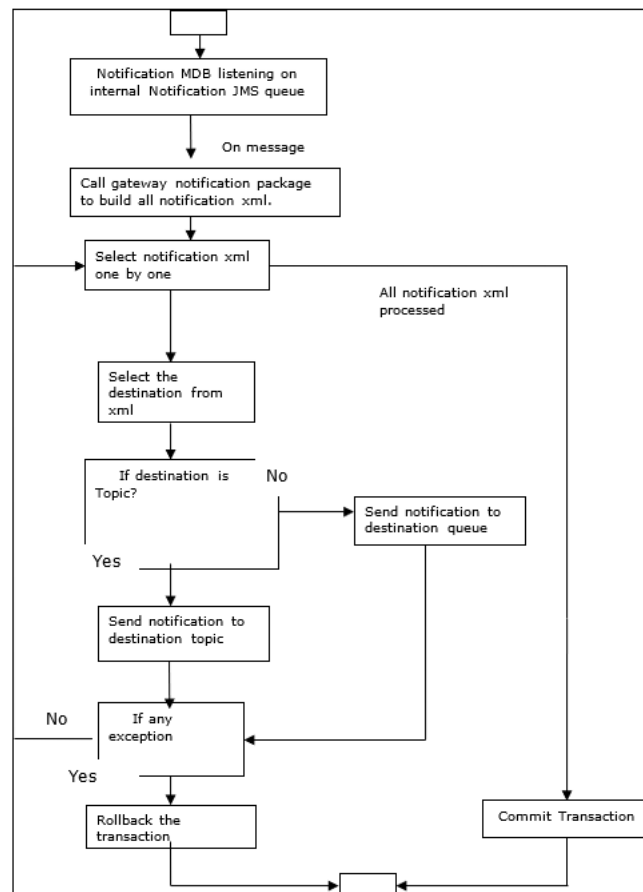 Notification MDB listening on
internal Notification JMS queue
On message
Call gateway notification package
to build all notification xml.
Select notification xml
one by one
All notification xml
processed
Select the
destination from
xml
If destination is
Topic?
No
Send notification to
destination queue
Yes
Send notification to
destination topic
No
If any
exception
Yes
Rollback the
transaction
Commit Transaction